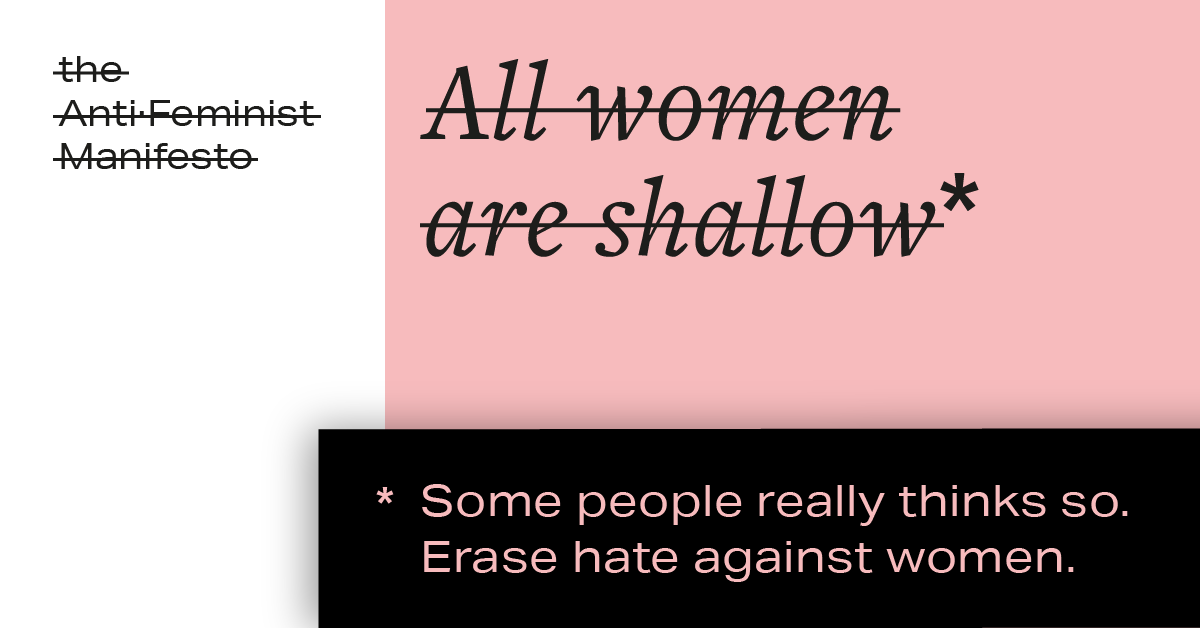 the
Anti·Feminist
Manifesto
All women
are shallow*
* Some people really thinks so.
Erase hate against women.